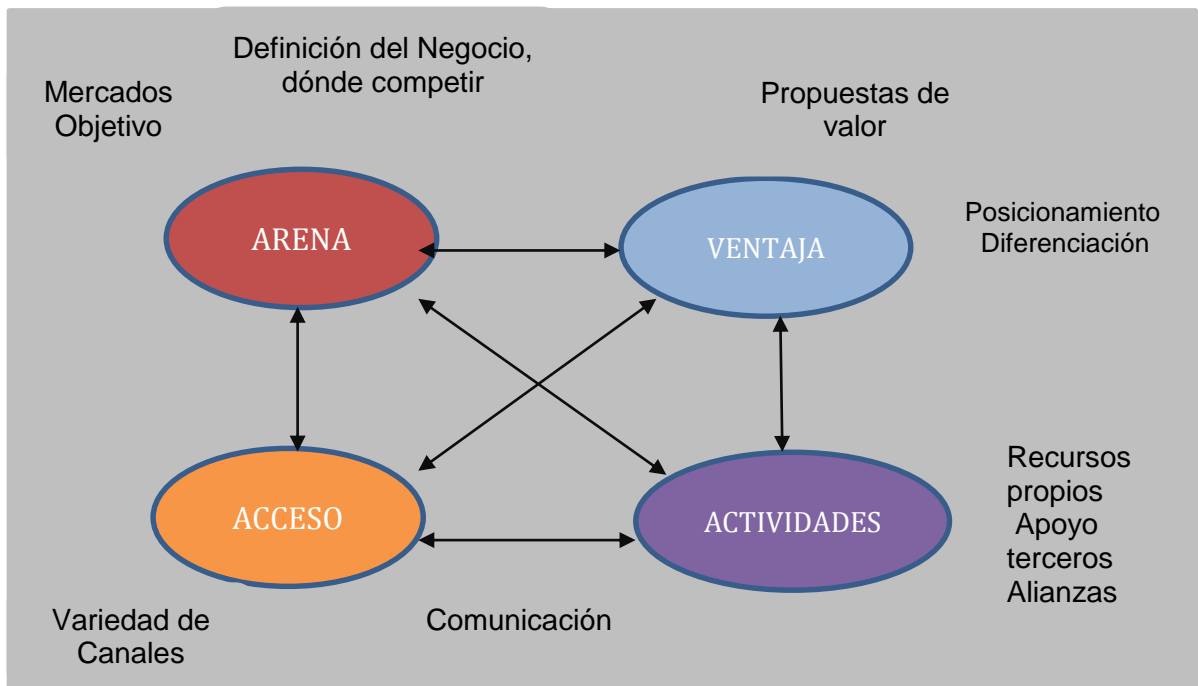 Definición del Negocio,
dónde competir
Mercados
Objetivo
Propuestas de
valor
ARENA
VENTAJA
Posicionamiento
Diferenciación
ACCESO
ACTIVIDADES
Recursos
propios
Apoyo
terceros
Alianzas
Variedad de
Canales
Comunicación